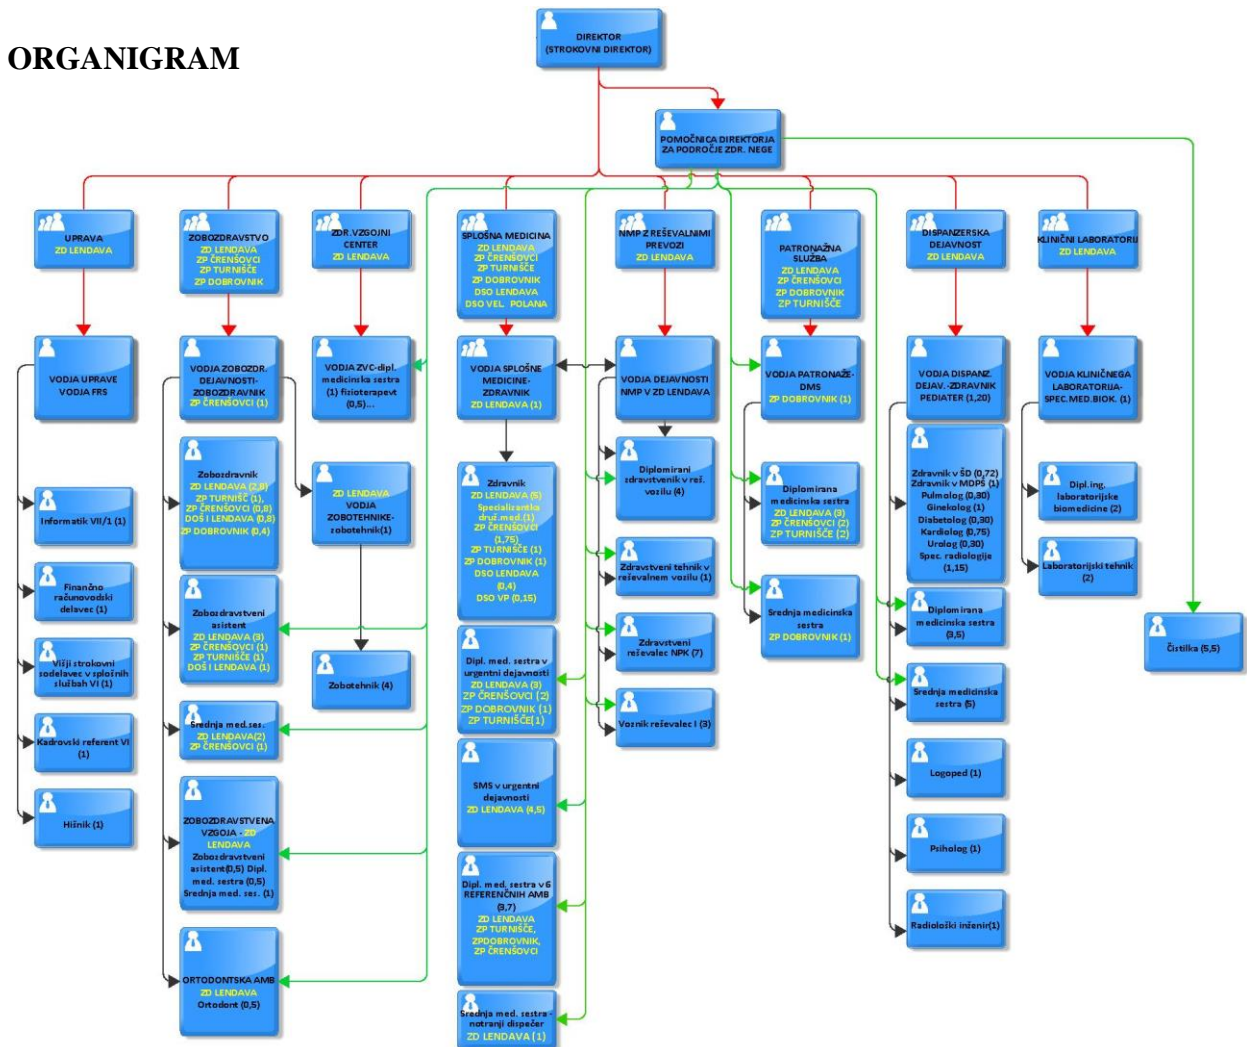 ORGANIGRAM
DIREKTOR
(STROKOVNI DIREKTOR)
POMOČNICA DIREKTORJA
ZA PODROČJE ZDR. NEGE
UPRAVA
ZD LENDAVA
ZOBOZDRAVSTVO
ZD LENDAVA
ZP ČRENŠOVCI
ZP TURNIŠČE
ZP DOBROVNIK
ZDR.VZGOJNI
CENTER
ZD LENDAVA
SPLOŠNA MEDICINA
ZD LENDAVA
ZP ČRENŠOVCI
ZP TURNIŠČE
ZP DOBROVNIK
DSO LENDAVA
DSO VEL. POLANA
NMP Z REŠEVALNIMI
PREVOZI
ZD LENDAVA
PATRONAŽNA
SLUŽBA
ZD LENDAVA
ZP ČRENŠOVCI
ZP DOBROVNIK
ZP TURNIŠČE
DISPANZERSKA
DEJAVNOST
ZD LENDAVA
KLINIČNI LABORATORIJ
ZD LENDAVA
VODJA UPRAVE
VODJA FRS
VODJA ZOBOZDR.
DEJAVNOSTI-
ZOBOZDRAVNIK
ZP ČRENŠOVCI (1)
VODJA ZVC-dipl.
medicinska sestra
(1) fizioterapevt
(0,5)...
VODJA SPLOŠNE
MEDICINE-
ZDRAVNIK
ZD LENDAVA (1)
VODJA DEJAVNOSTI
NMP V ZD LENDAVA
VODJA PATRONAŽE-
DMS
ZP DOBROVNIK (1)
VODJA DISPANZ.
DEJAV.-ZDRAVNIK
PEDIATER (1,20)
VODJA KLINIČNEGA
LABORATORIJA-
SPEC.MED.BIOK. (1)
Informatik VII/1 (1)
Finančno
računovodski
delavec (1)
Višji strokovni
sodelavec v splošnih
službah VI (1)
Kadrovski referent VI
(1)
Hišnik (1)
Zobozdravnik
ZD LENDAVA (2,8)
ZP TURNIŠČ (1),
ZP ČRENŠOVCI (0,8)
DOŠ I LENDAVA (0,8)
ZP DOBROVNIK (0,4)
Zobozdravstveni
asistent
ZD LENDAVA (3)
ZP ČRENŠOVCI (1)
ZP TURNIŠČE (1)
DOŠ I LENDAVA (1)
Srednja med.ses.
ZD LENDAVA(2)
ZP ČRENŠOVCI (1)
ZOBOZDRAVSTVENA
VZGOJA - ZD
LENDAVA
Zobozdravstveni
asistent(0,5) Dipl.
med. sestra (0,5)
Srednja med. ses. (1)
ORTODONTSKA AMB
ZD LENDAVA
Ortodont (0,5)
ZD LENDAVA
VODJA
ZOBOTEHNIKE-
zobotehnik(1)
Zobotehnik (4)
Zdravnik
ZD LENDAVA (5)
Specializantka
druž.med.(1)
ZP ČRENŠOVCI
(1,75)
ZP TURNIŠČE (1)
ZP DOBROVNIK (1)
DSO LENDAVA
(0,4)
DSO VP (0,15)
Dipl. med. sestra v
urgentni dejavnosti
ZD LENDAVA (3)
ZP ČRENŠOVCI (2)
ZP DOBROVNIK (1)
ZP TURNIŠČE(1)
SMS v urgentni
dejavnosti
ZD LENDAVA (4,5)
Dipl. med. sestra v 6
REFERENČNIH AMB
(3,7)
ZD LENDAVA
ZP TURNIŠČE,
ZPDOBROVNIK,
ZP ČRENŠOVCI
Srednja med. sestra -
notranji dispečer
ZD LENDAVA (1)
Diplomirani
zdravstvenik v reš.
vozilu (4)
Zdravstveni tehnik v
reševalnem vozilu (1)
Zdravstveni
reševalec NPK (7)
Voznik reševalec I (3)
Diplomirana
medicinska sestra
ZD LENDAVA (3)
ZP ČRENŠOVCI (2)
ZP TURNIŠČE (2)
Srednja medicinska
sestra
ZP DOBROVNIK (1)
Zdravnik v ŠD (0,72)
Zdravnik v MDPŠ (1)
Pulmolog (0,30)
Ginekolog (1)
Diabetolog (0,30)
Kardiolog (0,75)
Urolog (0,30)
Spec. radiologije
(1,15)
Diplomirana
medicinska sestra
(3,5)
Srednja medicinska
sestra (5)
Logoped (1)
Psiholog (1)
Radiološki inženir(1)
Dipl.ing.
laboratorijske
biomedicine (2)
Laboratorijski tehnik
(2)
Čistilka (5,5)